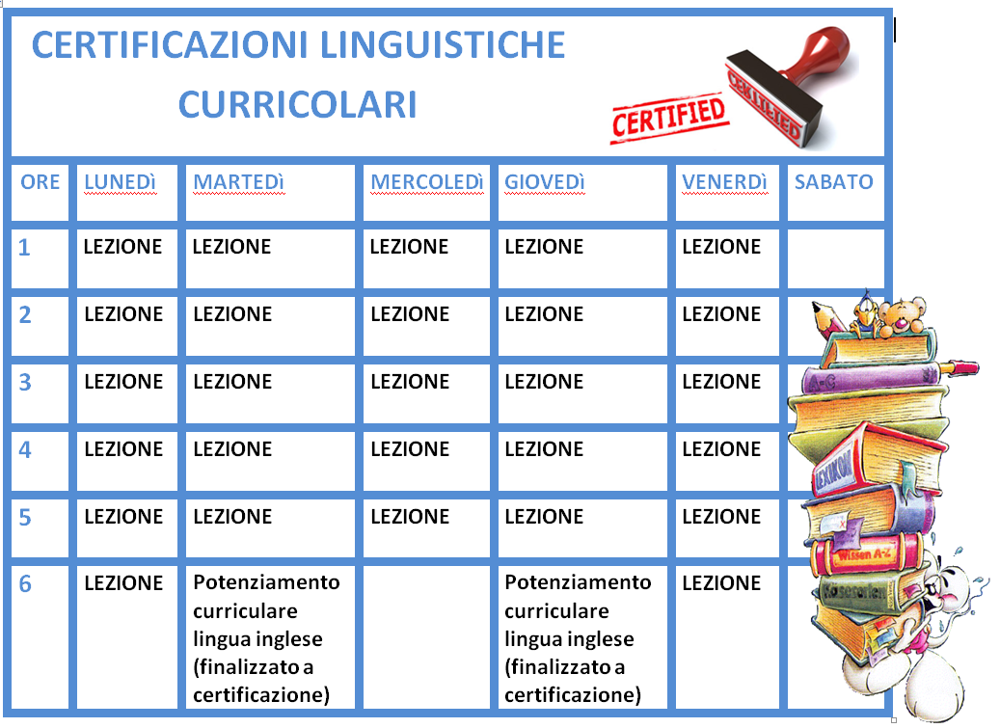 CERTIFICAZIONI LINGUISTICHE
CURRICOLARI
CERTIFIED
CERTIFIED
ORE LUNEDì MARTEDì MERCOLEDì GIOVEDì VENERDì SABATO
1 LEZIONE LEZIONE LEZIONE LEZIONE LEZIONE
2 LEZIONE LEZIONE LEZIONE LEZIONE LEZIONE
3 LEZIONE LEZIONE LEZIONE LEZIONE LEZIONE
A-C
4 LEZIONE LEZIONE LEZIONE LEZIONE LEZIONE
LEXIKON
5 LEZIONE LEZIONE LEZIONE LEZIONE LEZIONE
Wissen A-Z
6 LEZIONE
Potenziamento
curriculare
lingua inglese
(finalizzato a
certificazione)
Potenziamento
curriculare
lingua inglese
(finalizzato a
certificazione)
LEZIONE